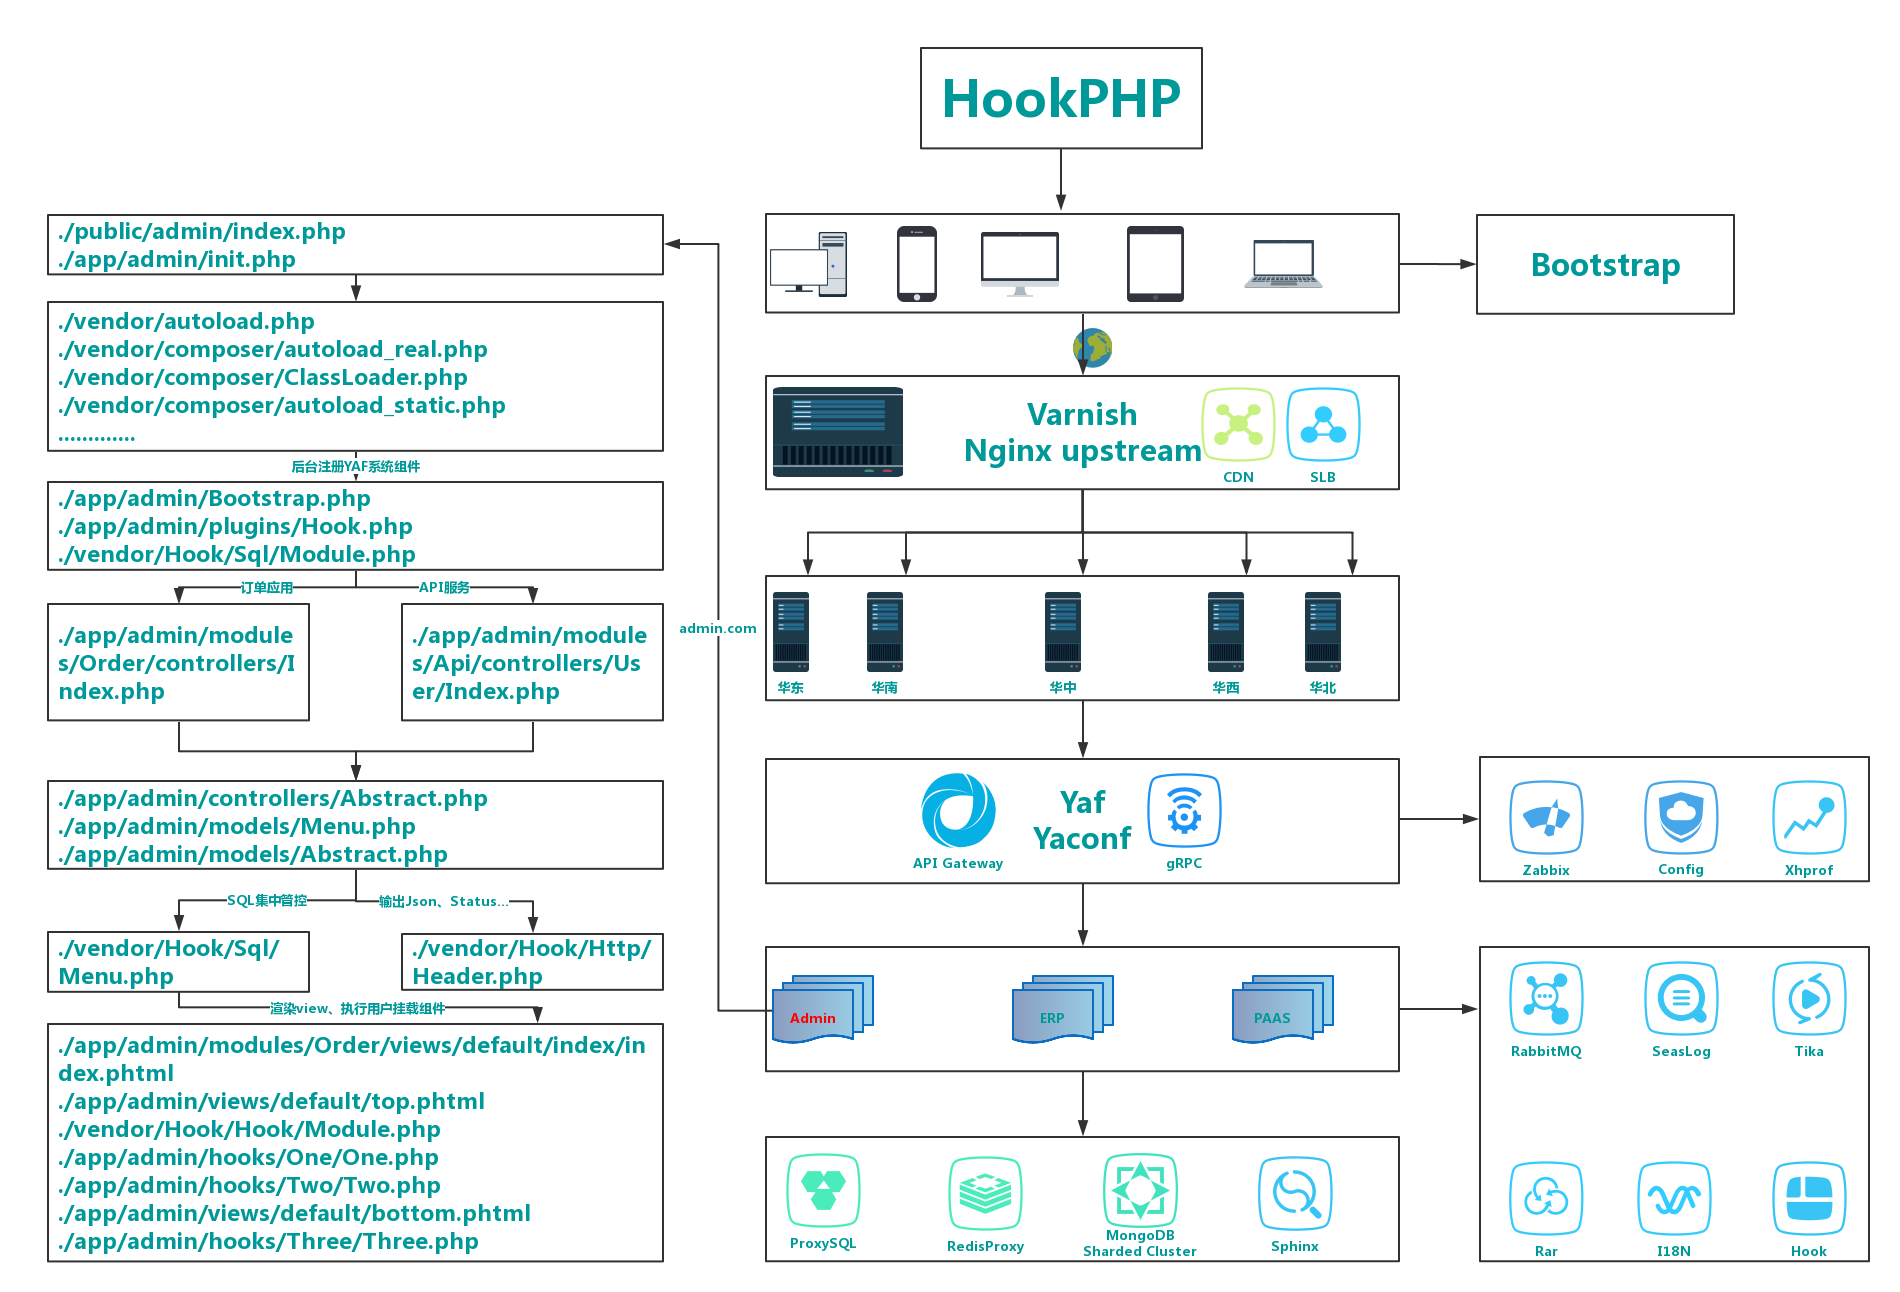 HookPHP
./public/admin/index.php
./app/admin/init.php
./vendor/autoload.php
./vendor/composer/autoload_real.php
./vendor/composer/ClassLoader.php
./vendor/composer/autoload_static.php
.............
后台注册YAF系统组件
./app/admin/Bootstrap.php
./app/admin/plugins/Hook.php
./vendor/Hook/Sql/Module.php
订单应用
API服务
./app/admin/module
s/Order/controllers/I
ndex.php
./app/admin/module
s/Api/controllers/Us
er/Index.php
./app/admin/controllers/Abstract.php
./app/admin/models/Menu.php
./app/admin/models/Abstract.php
SQL集中管控
输出Json、Status...
./vendor/Hook/Sql/
Menu.php
./vendor/Hook/Http/
Header.php
渲染view、执行用户挂载组件
./app/admin/modules/Order/views/default/index/in
dex.phtml
./app/admin/views/default/top.phtml
./vendor/Hook/Hook/Module.php
./app/admin/hooks/One/One.php
./app/admin/hooks/Two/Two.php
./app/admin/views/default/bottom.phtml
./app/admin/hooks/Three/Three.php
admin.com
Bootstrap
Varnish
Nginx upstream
CDN
SLB
华东
华南
华中
华西
华北
API Gateway
Yaf
Yaconf
gRPC
Zabbix
Config
Xhprof
Admin
ERP
PAAS
RabbitMQ
SeasLog
Tika
Rar
I18N
Hook
ProxySQL
RedisProxy
MongoDB
Sharded Cluster
Sphinx